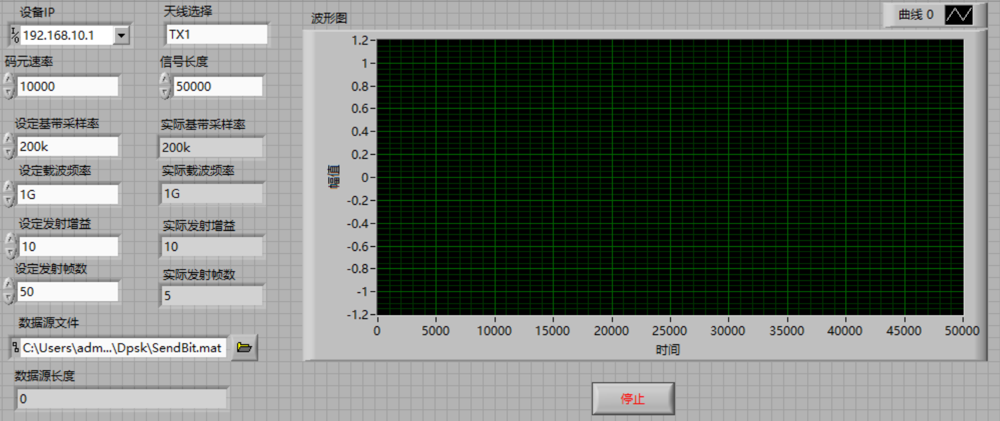 设备IP
天线选择
192.168.10.1
TX1
码元速率
信号长度
10000
50000
设定基带采样率
实际基带采样率
200k
200k
设定载波频率
实际载波频率
1G
1G
设定发射增益
实际发射增益
10
10
设定发射帧数
实际发射帧数
50
5
数据源文件
C:\Users\adm...\Dpsk\SendBit.mat
数据源长度
0
波形图
曲线 0
幅值
1.2
1
0.8
0.6
0.4
0.2
0
-0.2
-0.4
-0.6
-0.8
-1
-1.2
0 5000 10000 15000 20000 25000 30000 35000 40000 45000 50000
时间
停止